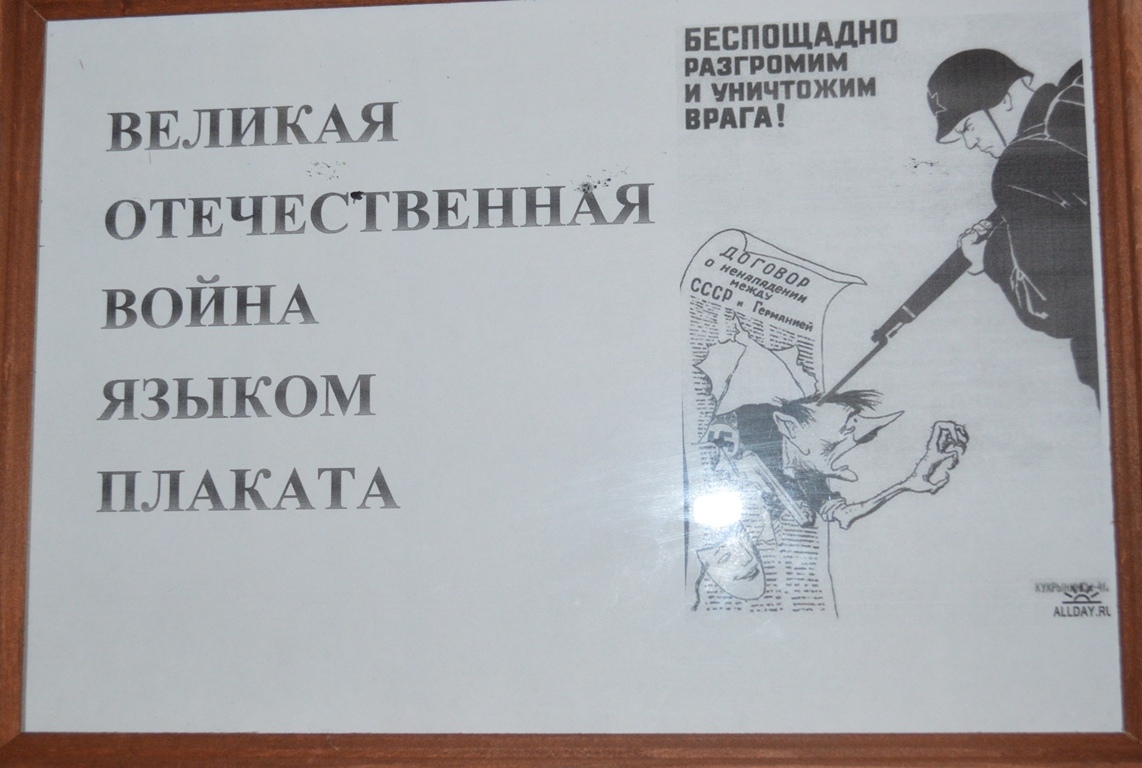 ВЕЛИКАЯ
ОТЕЧЕСТВЕННАЯ
ВОЙНА
ЯЗЫКОМ
ПЛАКАТА
БЕСПОЩАДНО
РАЗГРОМИМ
И УНИЧТОЖИМ
ВРАГА!
ДОГОВОР
о ненападении
между
СССР и Германией
ALLDAY.RU